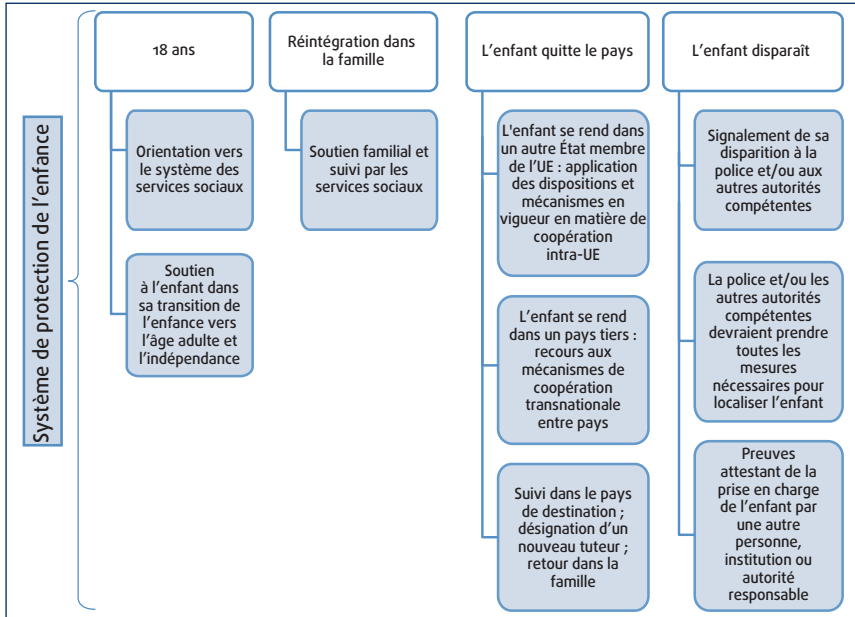 Système de protection de l'enfance
18 ans
Orientation vers
le système des
services sociaux
Soutien
à l'enfant dans
sa transition de
l'enfance vers
l'âge adulte et
l'indépendance
Réintégration dans
la famille
Soutien familial et
suivi par les
services sociaux
L'enfant quitte le pays
L'enfant se rend dans
un autre État membre
de l'UE : application
des dispositions et
mécanismes en
vigueur en matière de
coopération
intra-UE
L'enfant se rend
dans un pays tiers :
recours aux
mécanismes de
coopération
transnationale
entre pays
Suivi dans le pays
de destination ;
désignation d'un
nouveau tuteur ;
retour dans la
famille
L'enfant disparaît
Signalement de sa
disparition à la
police et/ou aux
autres autorités
compétentes
La police et/ou les
autres autorités
compétentes
devraient prendre
toutes les
mesures
nécessaires pour
localiser l'enfant
Preuves
attestant de la
prise en charge
de l'enfant par
une autre
personne,
institution ou
autorité
responsable